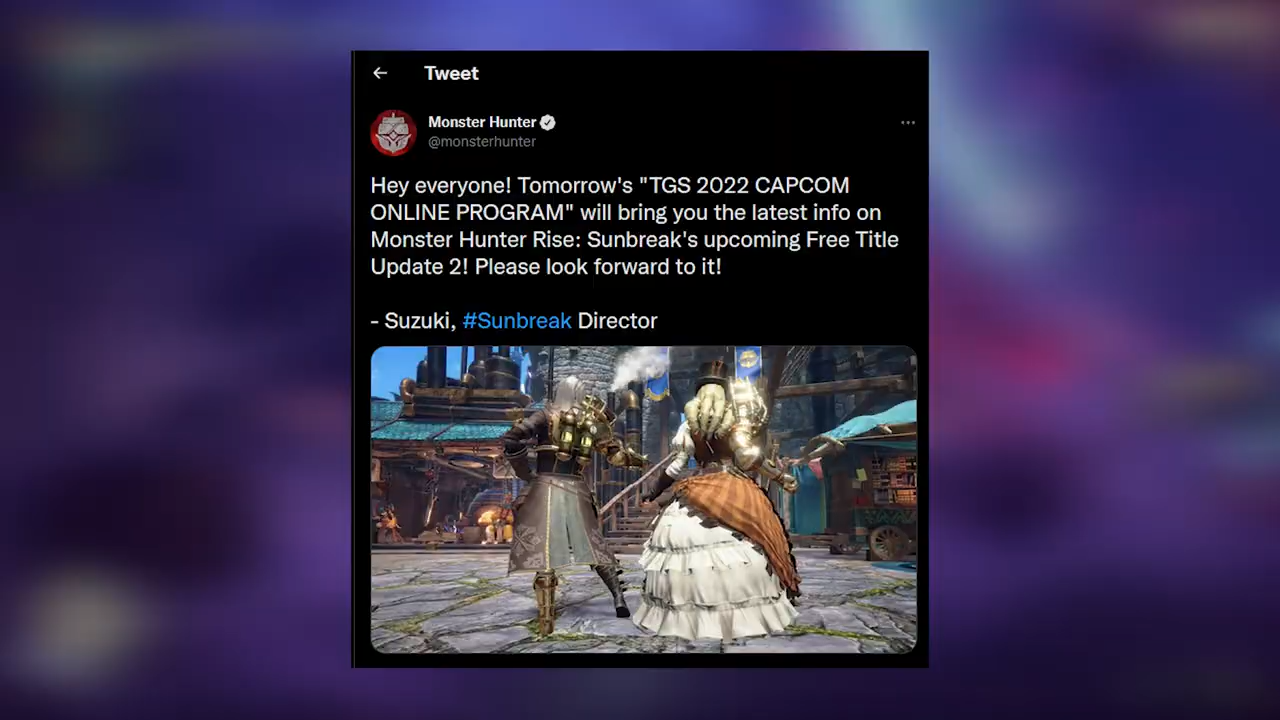 Tweet
Monster Hunter
@monsterhunter
Hey everyone! Tomorrow's "TGS 2022 CAPCOM
ONLINE PROGRAM" will bring you the latest info on
Monster Hunter Rise: Sunbreak's upcoming Free Title
Update 2! Please look forward to it!
- Suzuki, #Sunbreak Director